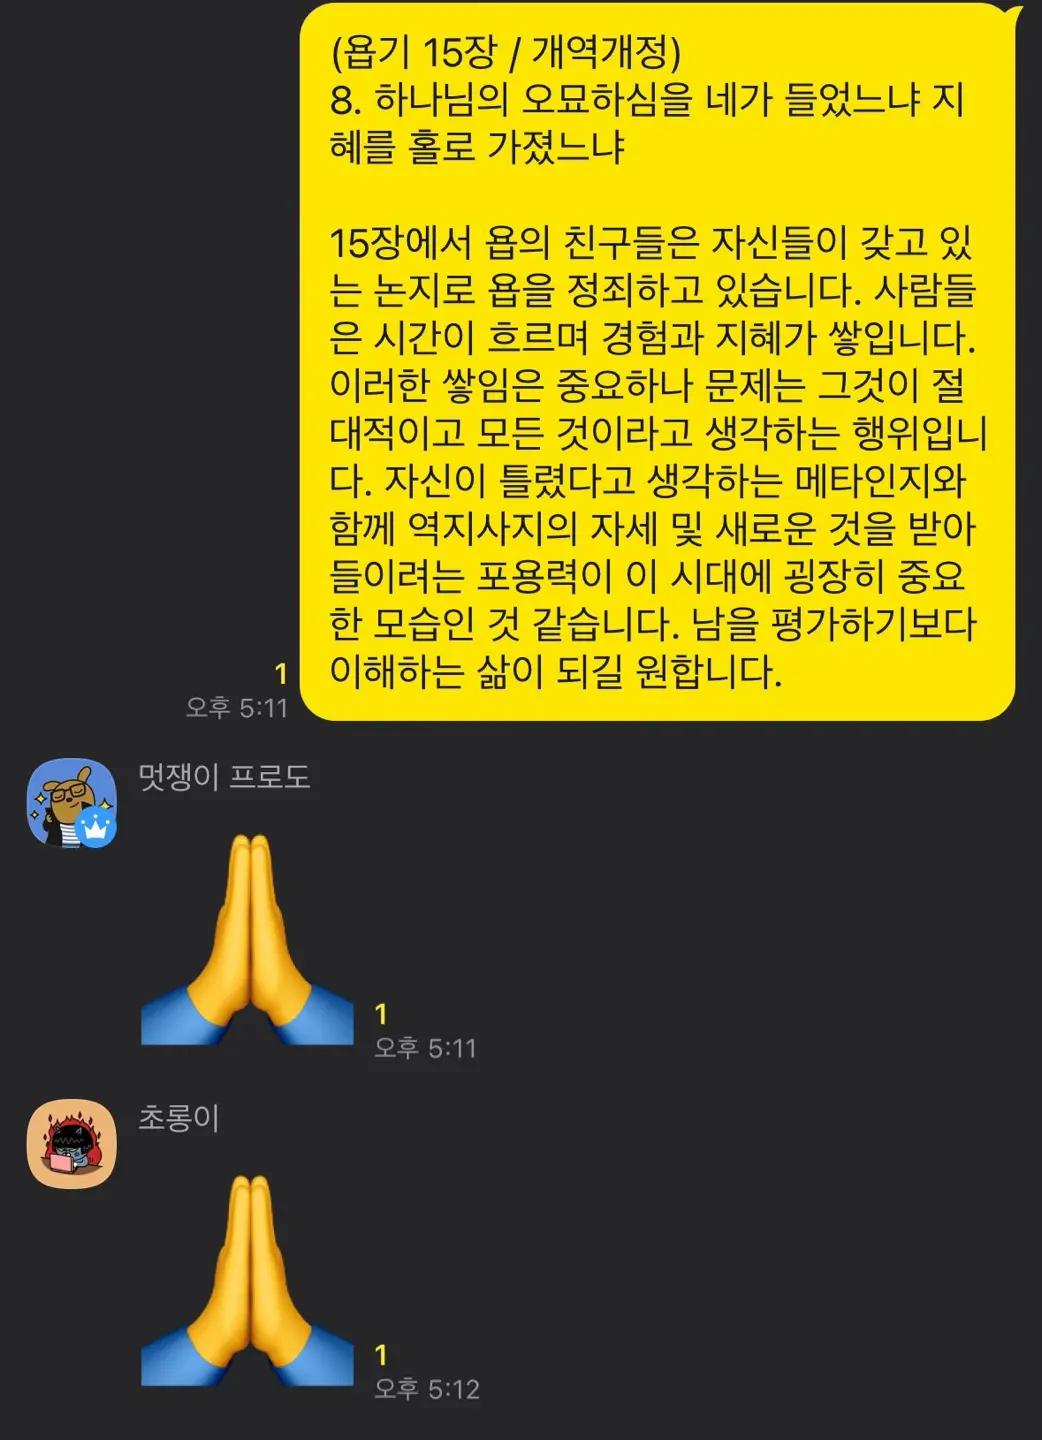 (욥기 15장 / 개역개정)
8. 하나님의 오묘하심을 네가 들었느냐 지
혜를 홀로 가졌느냐
15장에서 욥의 친구들은 자신들이 갖고 있
는 논지로 욥을 정죄하고 있습니다. 사람들
은 시간이 흐르며 경험과 지혜가 쌓입니다.
이러한 쌓임은 중요하나 문제는 그것이 절
대적이고 모든 것이라고 생각하는 행위입니
다. 자신이 틀렸다고 생각하는 메타인지와
함께 역지사지의 자세 및 새로운 것을 받아
들이려는 포용력이 이 시대에 굉장히 중요
한 모습인 것 같습니다. 남을 평가하기보다
이해하는 삶이 되길 원합니다.
1
오후 5:11
멋쟁이 프로도
1
오후 5:11
초롱이
1
오후 5:12